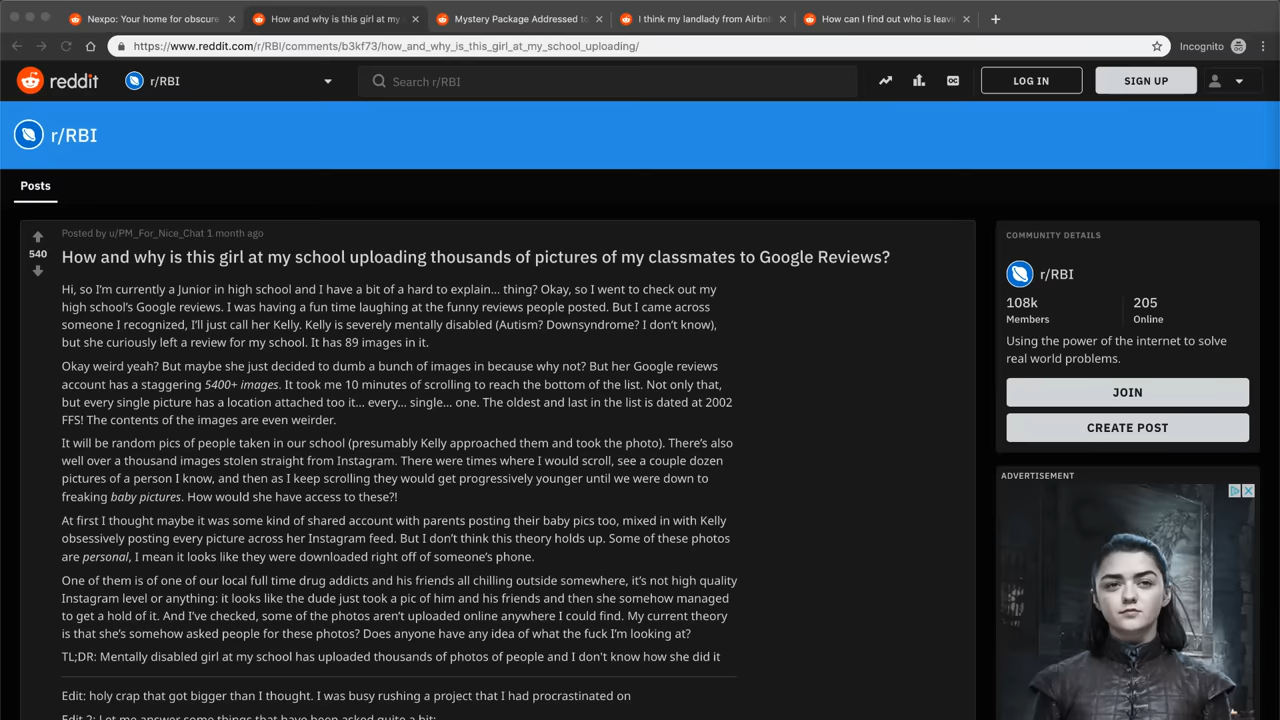 Nexpo: Your home for obscure
How and why is this girl at my
Mystery Package Addressed to
I think my landlady from Airbnb
How can I find out who is leavi
https://www.reddit.com/r/RBI/comments/b3kf73/how_and_why_is_this_girl_at_my_school_uploading/
Incognito
reddit
r/RBI
Search r/RBI
LOG IN
SIGN UP
r/RBI
Posts
Posted by u/PM_For_Nice_Chat 1 month ago
540
How and why is this girl at my school uploading thousands of pictures of my classmates to Google Reviews?
Hi, so I'm currently a Junior in high school and I have a bit of a hard to explain... thing? Okay, so I went to check out my
high school's Google reviews. I was having a fun time laughing at the funny reviews people posted. But I came across
someone I recognized, I'll just call her Kelly. Kelly is severely mentally disabled (Autism? Downsyndrome? I don't know),
but she curiously left a review for my school. It has 89 images in it.
Okay weird yeah? But maybe she just decided to dump a bunch of images in because why not? But her Google reviews
account has a staggering 5400+ images. It took me 10 minutes of scrolling to reach the bottom of the list. Not only that,
but every single picture has a location attached too it... every... single... one. The oldest and last in the list is dated at 2002
FFS! The contents of the images are even weirder.
It will be random pics of people taken in our school (presumably Kelly approached them and took the photo). There's also
well over a thousand images stolen straight from Instagram. There were times where I would scroll, see a couple dozen
pictures of a person I know, and then as I keep scrolling they would get progressively younger until we were down to
freaking baby pictures. How would she have access to these?!
At first I thought maybe it was some kind of shared account with parents posting their baby pics too, mixed in with Kelly
obsessively posting every picture across her Instagram feed. But I don't think this theory holds up. Some of these photos
are personal, I mean it looks like they were downloaded right off of someone's phone.
One of them is of one of our local full time drug addicts and his friends all chilling outside somewhere, it's not high quality
Instagram level or anything: it looks like the dude just took a pic of him and his friends and then she somehow managed
to get a hold of it. And I've checked, some of the photos aren't uploaded online anywhere I could find. My current theory
is that she's somehow asked people for these photos? Does anyone have any idea of what the fuck I'm looking at?
TL;DR: Mentally disabled girl at my school has uploaded thousands of photos of people and I don't know how she did it
Edit: holy crap that got bigger than I thought. I was busy rushing a project that I had procrastinated on
Edit 2: Let me answer some things that have been asked quite a bit:
COMMUNITY DETAILS
r/RBI
108k
205
Members
Online
Using the power of the internet to solve
real world problems.
JOIN
CREATE POST
ADVERTISEMENT